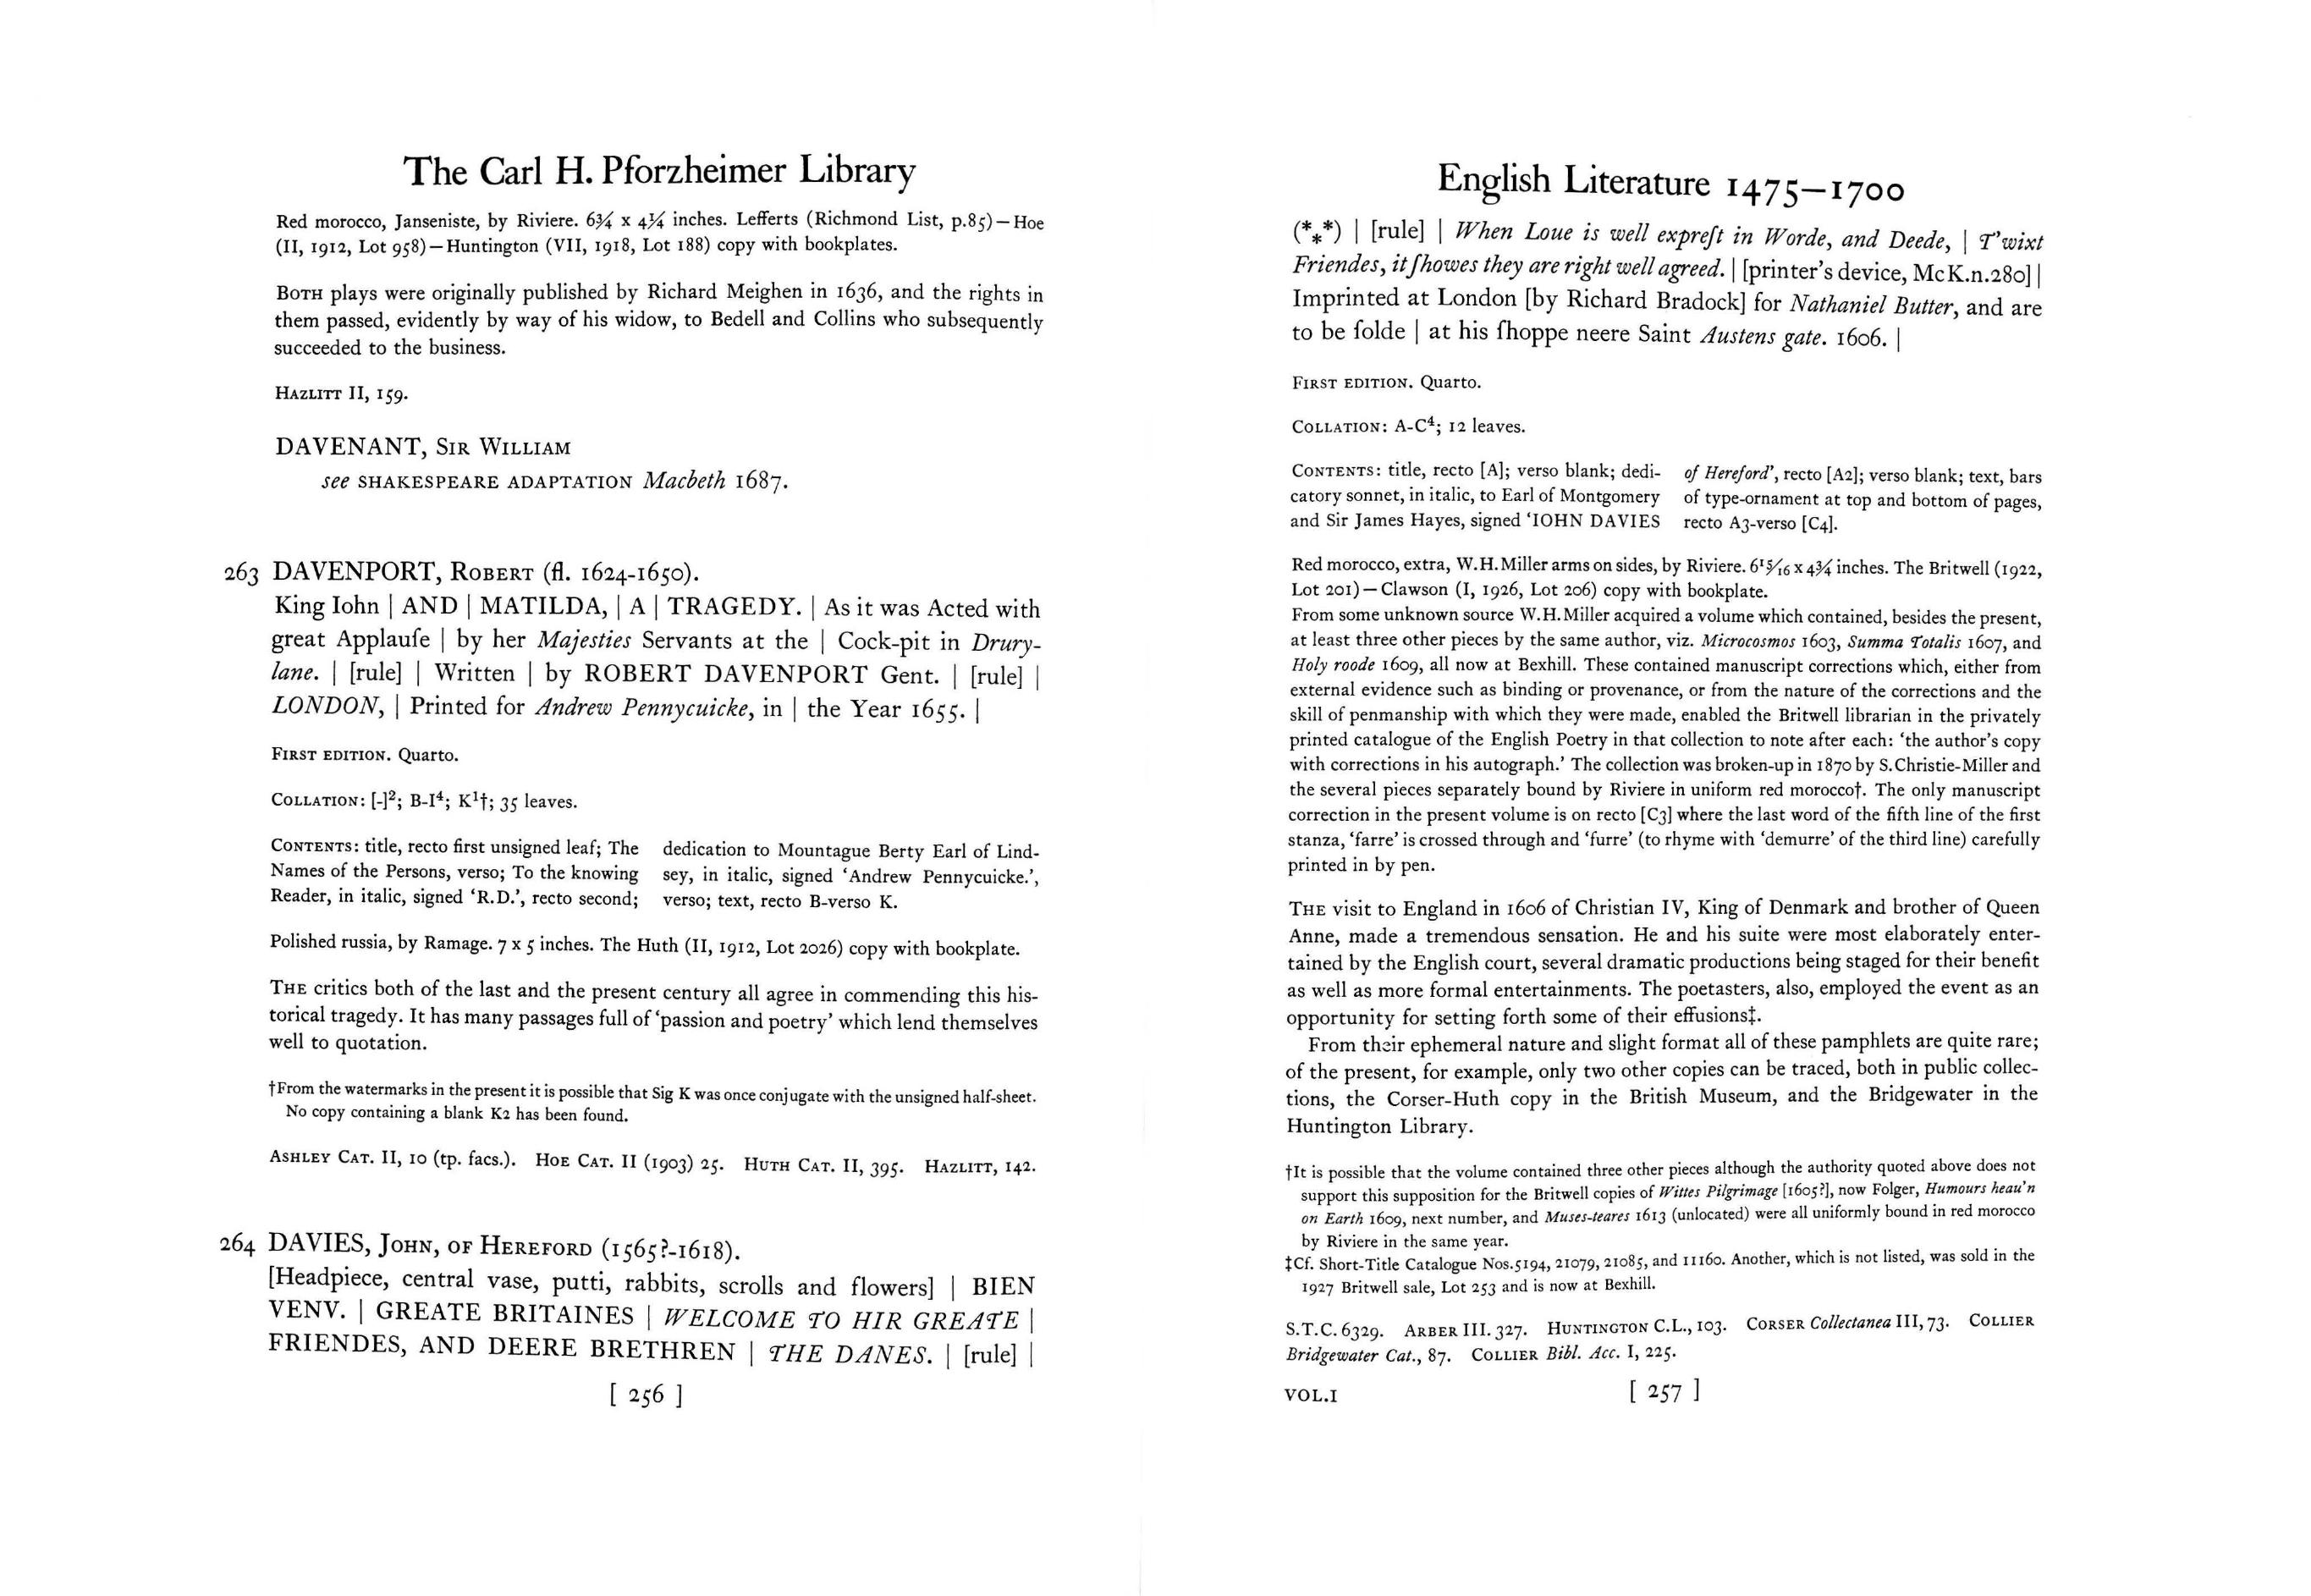 The Carl H. Pforzheimer Library
Red morocco, Janseniste, by Riviere. 6¾ x 4¼ inches. Lefferts (Richmond List, p.85)—Hoe
(II, 1912, Lot 958)—Huntington (VII, 1918, Lot 188) copy with bookplates.
BOTH plays were originally published by Richard Meighen in 1636, and the rights in
them passed, evidently by way of his widow, to Bedell and Collins who subsequently
succeeded to the business.
HAZLITT II, 159.
DAVENANT, SIR WILLIAM
see SHAKESPEARE ADAPTATION Macbeth 1687.
263 DAVENPORT, ROBERT (fl. 1624-1650).
King Iohn | AND | MATILDA, | A | TRAGEDY. | As it was Acted with
great Applauſe | by her Majesties Servants at the | Cock-pit in Drury-
lane. | [rule] | Written | by ROBERT DAVENPORT Gent. | [rule] |
LONDON, | Printed for Andrew Pennycuicke, in | the Year 1655. |
FIRST EDITION. Quarto.
COLLATION: [-]²; B-I⁴; K¹†; 35 leaves.
CONTENTS: title, recto first unsigned leaf; The
Names of the Persons, verso; To the knowing
Reader, in italic, signed ‘R.D.’, recto second;
dedication to Mountague Berty Earl of Lind-
sey, in italic, signed ‘Andrew Pennycuicke.’,
verso; text, recto B-verso K.
Polished russia, by Ramage. 7 x 5 inches. The Huth (II, 1912, Lot 2026) copy with bookplate.
THE critics both of the last and the present century all agree in commending this his-
torical tragedy. It has many passages full of ‘passion and poetry’ which lend themselves
well to quotation.
†From the watermarks in the present it is possible that Sig K was once conjugate with the unsigned half-sheet.
No copy containing a blank K2 has been found.
ASHLEY CAT. II, 10 (tp. facs.). HOE CAT. II (1903) 25. HUTH CAT. II, 395. HAZLITT, 142.
264 DAVIES, JOHN, OF HEREFORD (1565?-1618).
[Headpiece, central vase, putti, rabbits, scrolls and flowers] | BIEN
VENV. | GREATE BRITAINES | WELCOME TO HIR GREATE |
FRIENDES, AND DEERE BRETHREN | THE DANES. | [rule] |
[ 256 ]
English Literature 1475—1700
(***) | [rule] | When Loue is well expreſt in Worde, and Deede, | T’wixt
Friendes, it ſhowes they are right well agreed. | [printer’s device, McK.n.280] |
Imprinted at London [by Richard Bradock] for Nathaniel Butter, and are
to be ſolde | at his ſhoppe neere Saint Austens gate. 1606. |
FIRST EDITION. Quarto.
COLLATION: A-C⁴; 12 leaves.
CONTENTS: title, recto [A]; verso blank; dedi-
catory sonnet, in italic, to Earl of Montgomery
and Sir James Hayes, signed ‘IOHN DAVIES
of Hereford’, recto [A2]; verso blank; text, bars
of type-ornament at top and bottom of pages,
recto A3-verso [C4].
Red morocco, extra, W.H.Miller arms on sides, by Riviere. 6¹⁵⁄₁₆ x 4¾ inches. The Britwell (1922,
Lot 201)—Clawson (I, 1926, Lot 206) copy with bookplate.
From some unknown source W.H.Miller acquired a volume which contained, besides the present,
at least three other pieces by the same author, viz. Microcosmos 1603, Summa Totalis 1607, and
Holy roode 1609, all now at Bexhill. These contained manuscript corrections which, either from
external evidence such as binding or provenance, or from the nature of the corrections and the
skill of penmanship with which they were made, enabled the Britwell librarian in the privately
printed catalogue of the English Poetry in that collection to note after each: ‘the author’s copy
with corrections in his autograph.’ The collection was broken-up in 1870 by S.Christie-Miller and
the several pieces separately bound by Riviere in uniform red morocco†. The only manuscript
correction in the present volume is on recto [C3] where the last word of the fifth line of the first
stanza, ‘farre’ is crossed through and ‘furre’ (to rhyme with ‘demurre’ of the third line) carefully
printed in by pen.
THE visit to England in 1606 of Christian IV, King of Denmark and brother of Queen
Anne, made a tremendous sensation. He and his suite were most elaborately enter-
tained by the English court, several dramatic productions being staged for their benefit
as well as more formal entertainments. The poetasters, also, employed the event as an
opportunity for setting forth some of their effusions‡.
From their ephemeral nature and slight format all of these pamphlets are quite rare;
of the present, for example, only two other copies can be traced, both in public collec-
tions, the Corser-Huth copy in the British Museum, and the Bridgewater in the
Huntington Library.
†It is possible that the volume contained three other pieces although the authority quoted above does not
support this supposition for the Britwell copies of Wittes Pilgrimage [1605?], now Folger, Humours heau’n
on Earth 1609, next number, and Muses-teares 1613 (unlocated) were all uniformly bound in red morocco
by Riviere in the same year.
‡Cf. Short-Title Catalogue Nos.5194, 21079, 21085, and 11160. Another, which is not listed, was sold in the
1927 Britwell sale, Lot 253 and is now at Bexhill.
S.T.C. 6329. ARBER III. 327. HUNTINGTON C.L., 103. CORSER Collectanea III, 73. COLLIER
Bridgewater Cat., 87. COLLIER Bibl. Acc. I, 225.
VOL.I
[ 257 ]